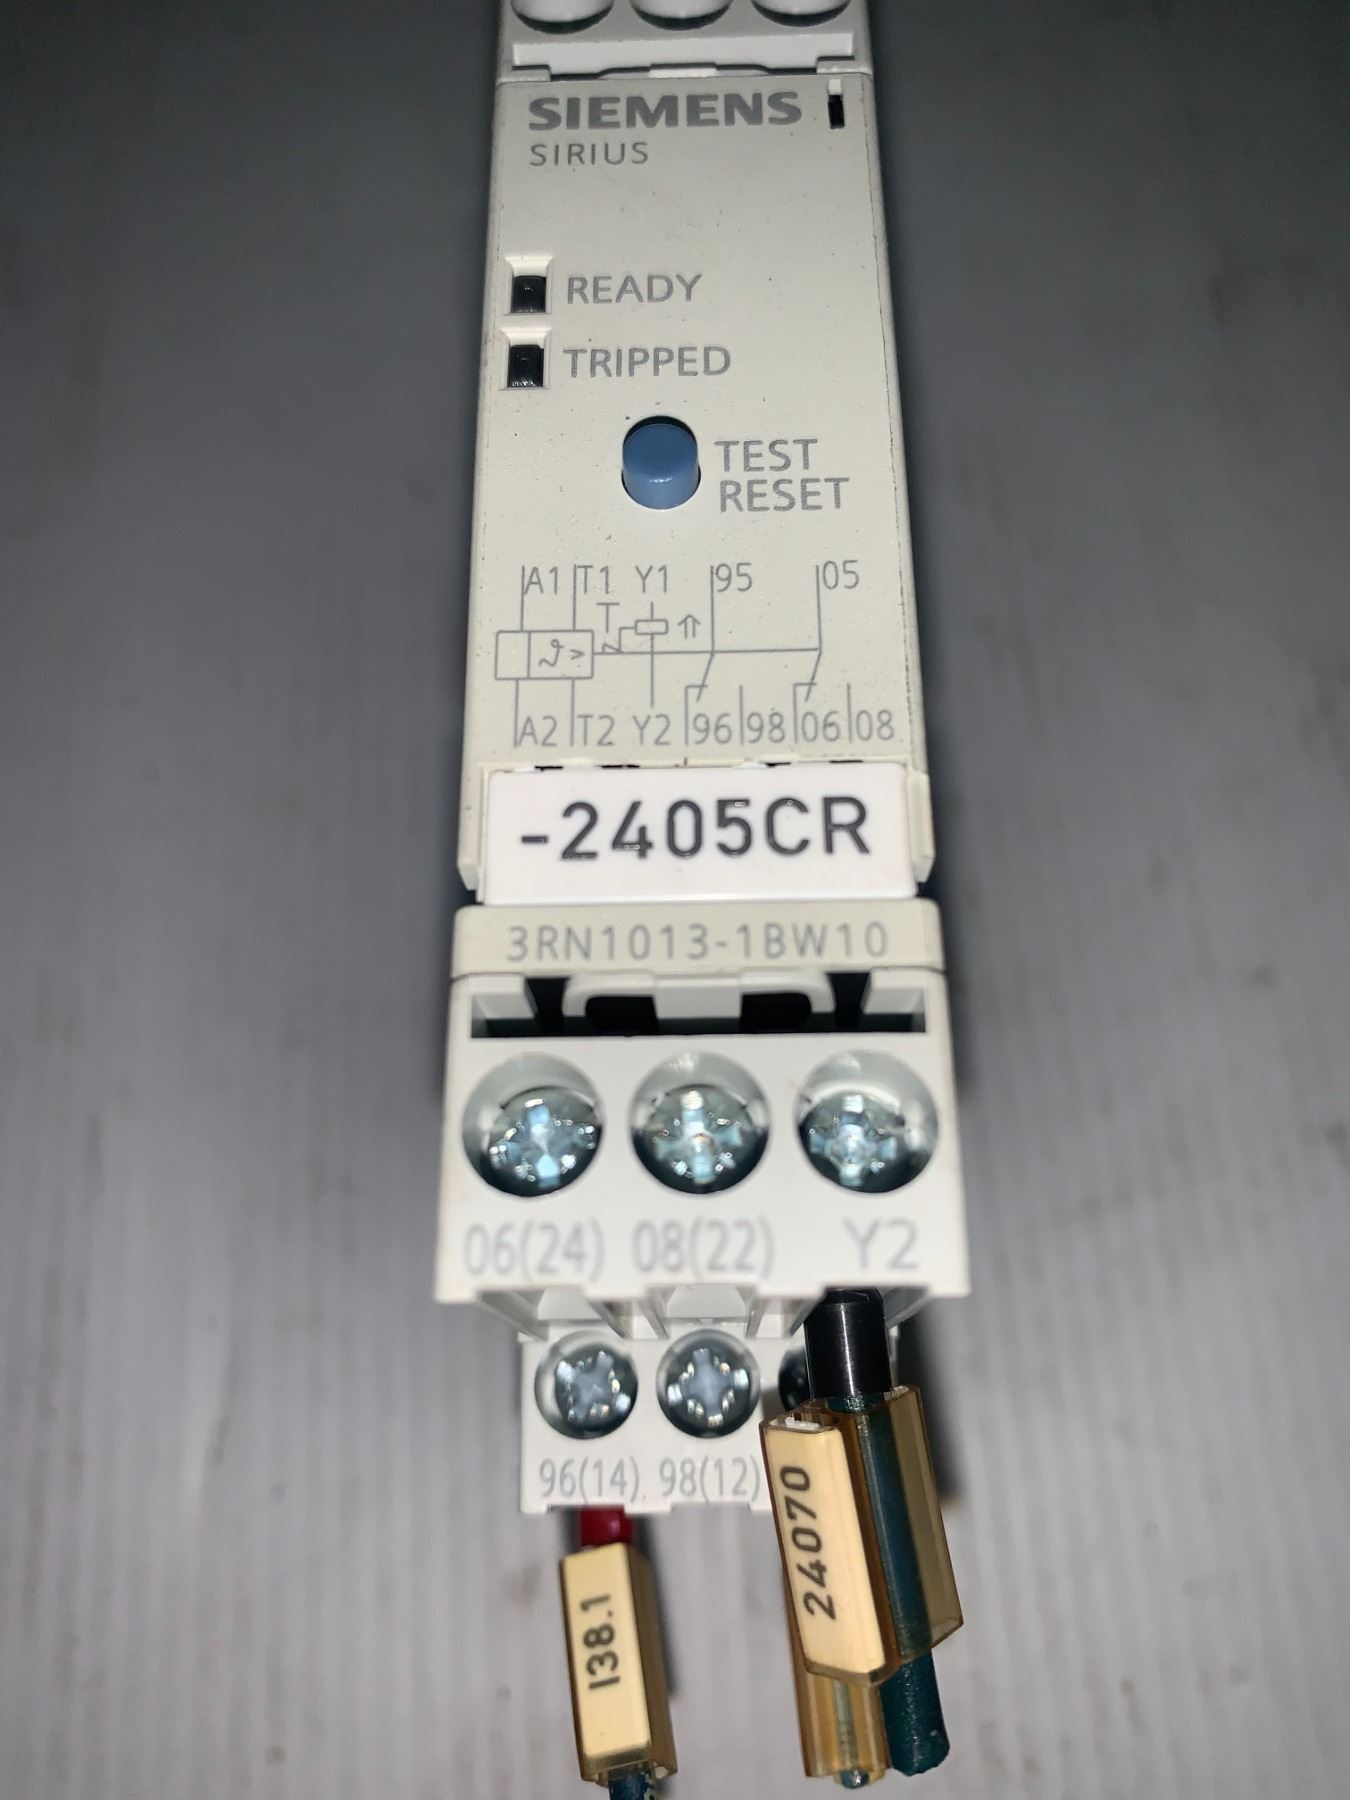 SIEMENS
SIRIUS
READY
TRIPPED
TEST
RESET
A1 T1 Y1 95 05
T
ϑ >
A2 T2 Y2 96 98 06 08
-2405CR
3RN1013-1BW10
06(24) 08(22) Y2
96(14) 98(12)
24070
I38.1